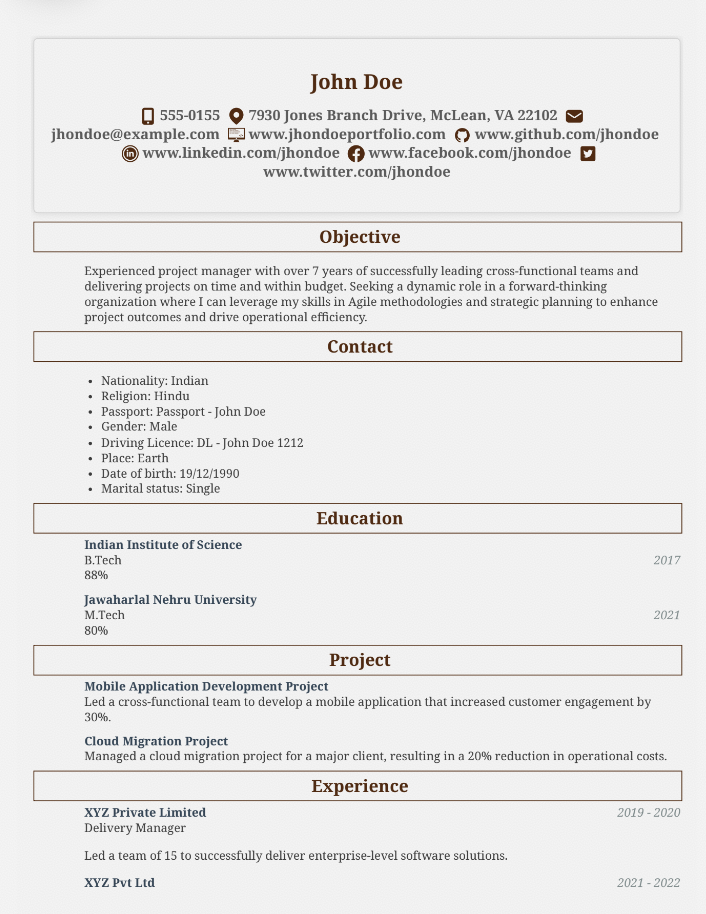 John Doe
555-0155 7930 Jones Branch Drive, McLean, VA 22102
jhondoe@example.com www.jhondoeportfolio.com www.github.com/jhondoe
www.linkedin.com/jhondoe www.facebook.com/jhondoe
www.twitter.com/jhondoe
Objective
Experienced project manager with over 7 years of successfully leading cross-functional teams and
delivering projects on time and within budget. Seeking a dynamic role in a forward-thinking
organization where I can leverage my skills in Agile methodologies and strategic planning to enhance
project outcomes and drive operational efficiency.
Contact
• Nationality: Indian
• Religion: Hindu
• Passport: Passport - John Doe
• Gender: Male
• Driving Licence: DL - John Doe 1212
• Place: Earth
• Date of birth: 19/12/1990
• Marital status: Single
Education
Indian Institute of Science
B.Tech 2017
88%
Jawaharlal Nehru University
M.Tech 2021
80%
Project
Mobile Application Development Project
Led a cross-functional team to develop a mobile application that increased customer engagement by
30%.
Cloud Migration Project
Managed a cloud migration project for a major client, resulting in a 20% reduction in operational costs.
Experience
XYZ Private Limited 2019 - 2020
Delivery Manager
Led a team of 15 to successfully deliver enterprise-level software solutions.
XYZ Pvt Ltd 2021 - 2022